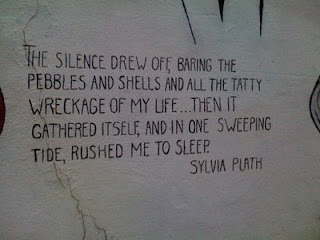 THE SILENCE DREW OFF, BARING THE
PEBBLES AND SHELLS AND ALL THE TATTY
WRECKAGE OF MY LIFE...THEN IT
GATHERED ITSELF, AND IN ONE SWEEPING
TIDE, RUSHED ME TO SLEEP.
SYLVIA PLATH